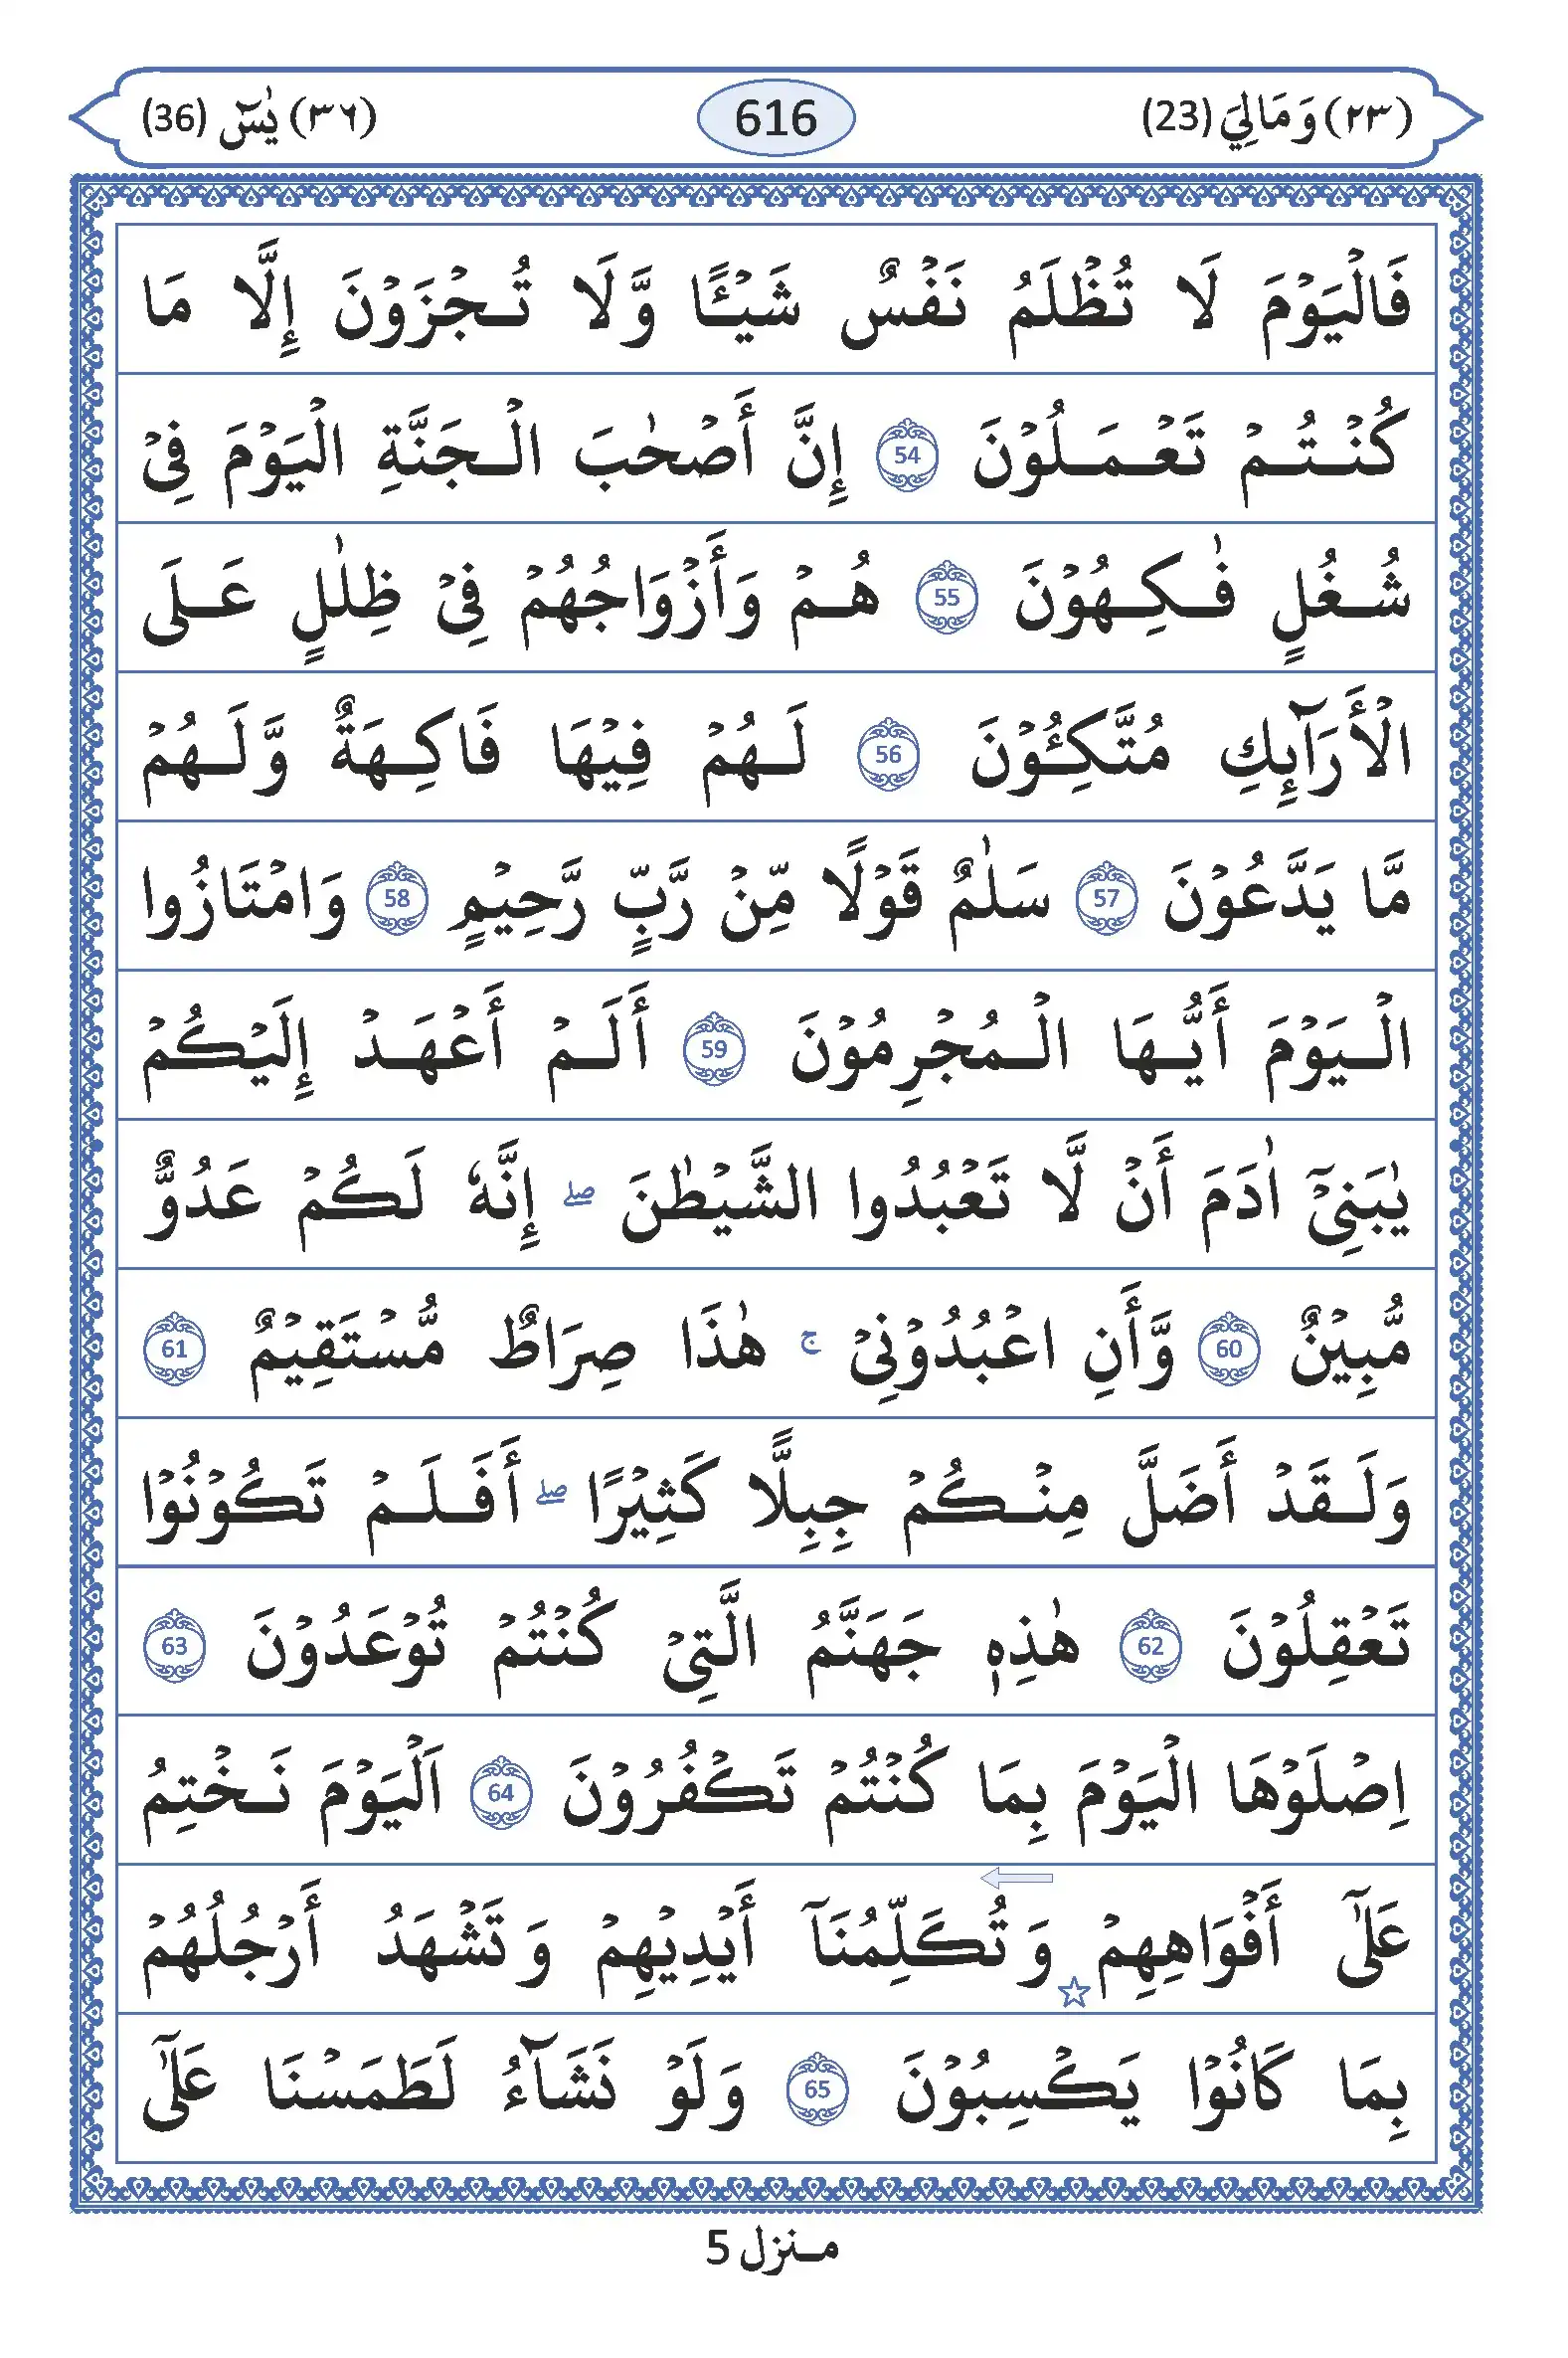 (٢٣) وَمَالِيَ (23) 616 (٣٦) يٰسٓ (36)
فَالْيَوْمَ لَا تُظْلَمُ نَفْسٌ شَيْـًٔا وَّلَا تُجْزَوْنَ إِلَّا مَا
كُنْتُمْ تَعْمَلُوْنَ 54 إِنَّ أَصْحٰبَ الْجَنَّةِ الْيَوْمَ فِيْ
شُغُلٍ فٰكِهُوْنَ 55 هُمْ وَأَزْوَاجُهُمْ فِيْ ظِلٰلٍ عَلَى
الْأَرَآئِكِ مُتَّكِـُٔوْنَ 56 لَهُمْ فِيْهَا فَاكِهَةٌ وَّلَهُمْ
مَّا يَدَّعُوْنَ 57 سَلٰمٌ قَوْلًا مِّنْ رَّبٍّ رَّحِيْمٍ 58 وَامْتَازُوا
الْيَوْمَ أَيُّهَا الْمُجْرِمُوْنَ 59 أَلَمْ أَعْهَدْ إِلَيْكُمْ
يٰبَنِيْٓ اٰدَمَ أَنْ لَّا تَعْبُدُوا الشَّيْطٰنَ ۖ إِنَّهٗ لَكُمْ عَدُوٌّ
مُّبِيْنٌ 60 وَّأَنِ اعْبُدُوْنِيْ ۚ هٰذَا صِرَاطٌ مُّسْتَقِيْمٌ 61
وَلَقَدْ أَضَلَّ مِنْكُمْ جِبِلًّا كَثِيْرًا ۖ أَفَلَمْ تَكُوْنُوْا
تَعْقِلُوْنَ 62 هٰذِهٖ جَهَنَّمُ الَّتِيْ كُنْتُمْ تُوْعَدُوْنَ 63
اِصْلَوْهَا الْيَوْمَ بِمَا كُنْتُمْ تَكْفُرُوْنَ 64 اَلْيَوْمَ نَخْتِمُ
عَلٰٓى أَفْوَاهِهِمْ ☆ وَتُكَلِّمُنَآ أَيْدِيْهِمْ وَتَشْهَدُ أَرْجُلُهُمْ
بِمَا كَانُوْا يَكْسِبُوْنَ 65 وَلَوْ نَشَآءُ لَطَمَسْنَا عَلٰٓى
منزل 5